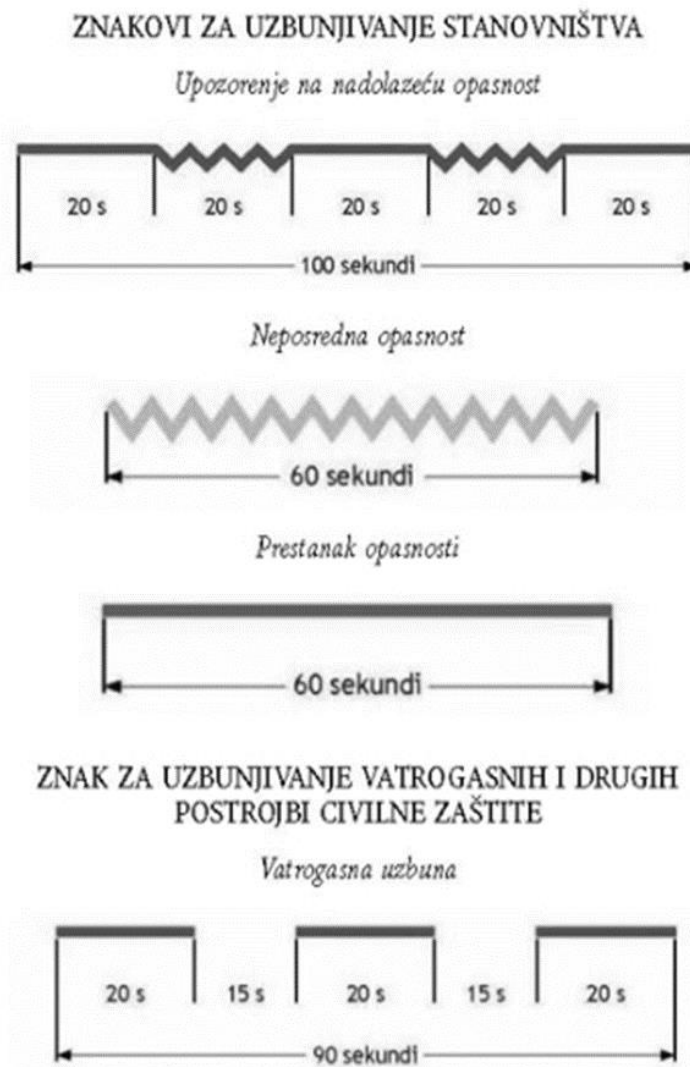 ZNAKOVI ZA UZBUNJIVANJE STANOVNIŠTVA
Upozorenje na nadolazeću opasnost
20 s 20 s 20 s 20 s 20 s
100 sekundi
Neposredna opasnost
60 sekundi
Prestanak opasnosti
60 sekundi
ZNAK ZA UZBUNJIVANJE VATROGASNIH I DRUGIH
POSTROJBI CIVILNE ZAŠTITE
Vatrogasna uzbuna
20 s 15 s 20 s 15 s 20 s
90 sekundi